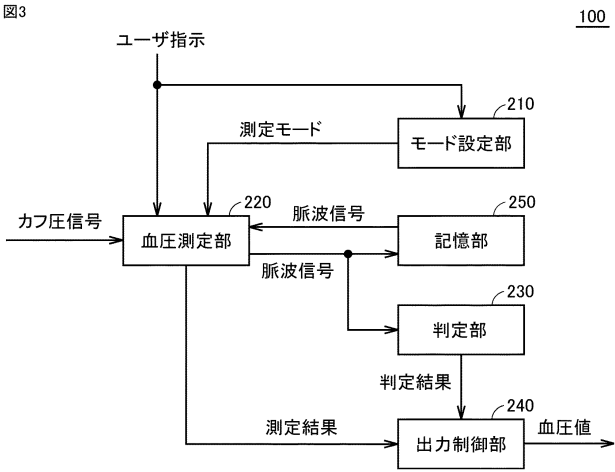 図3
100
ユーザ指示
210
測定モード
モード設定部
220
250
カフ圧信号
血圧測定部
脈波信号
記憶部
脈波信号
230
判定部
判定結果
240
測定結果
出力制御部
血圧値